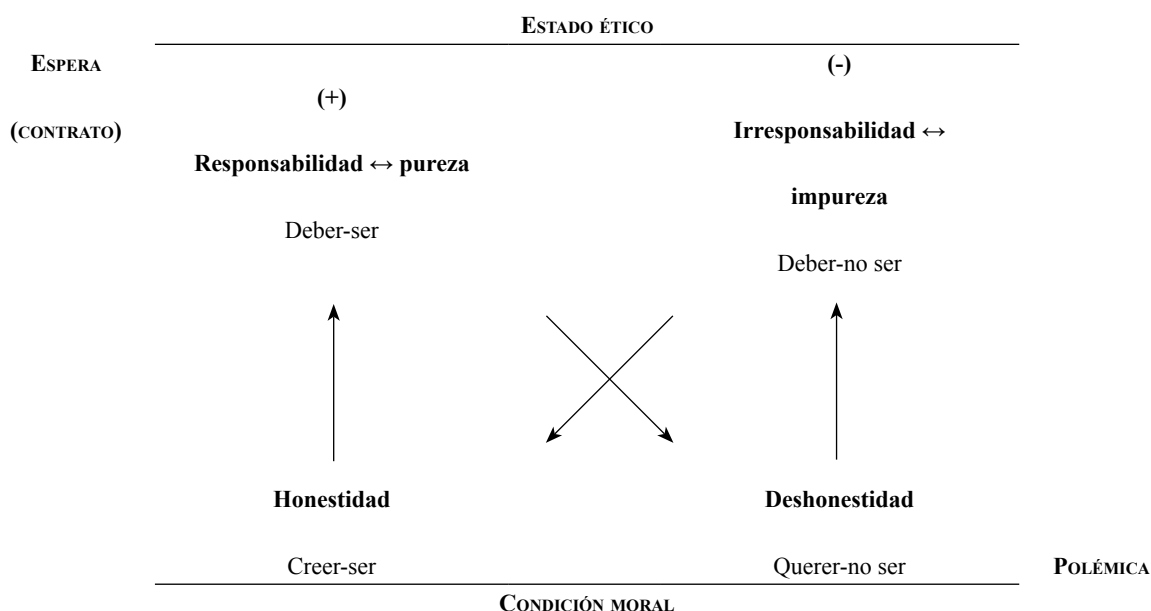 Estado ético
Espera
(-)
(+)
(contrato)
Irresponsabilidad ↔
Responsabilidad ↔ pureza
impureza
Deber-ser
Deber-no ser
Honestidad
Deshonestidad
Creer-ser
Querer-no ser
Polémica
Condición moral